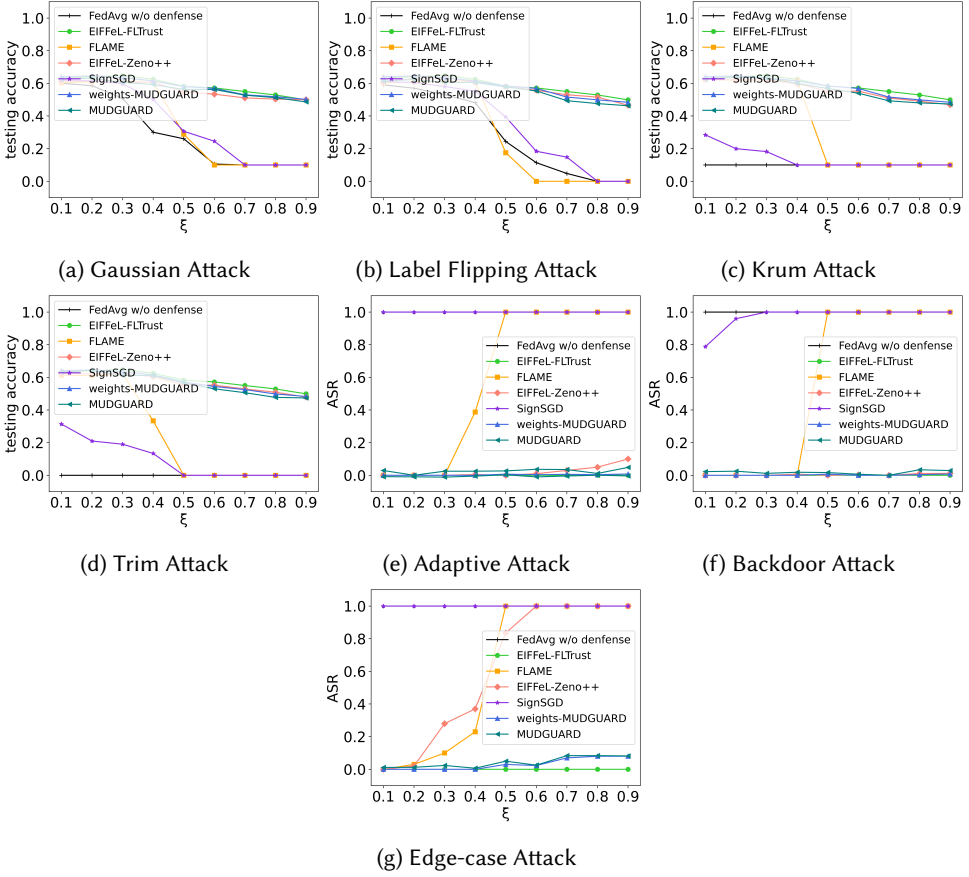 testing accuracy
1.0
0.8
0.6
0.4
0.2
0.0
FedAvg w/o denfense
EIFFeL-FLTrust
FLAME
EIFFeL-Zeno++
SignSGD
weights-MUDGUARD
MUDGUARD
0.1 0.2 0.3 0.4 0.5 0.6 0.7 0.8 0.9
ξ
(a) Gaussian Attack
testing accuracy
1.0
0.8
0.6
0.4
0.2
0.0
FedAvg w/o denfense
EIFFeL-FLTrust
FLAME
EIFFeL-Zeno++
SignSGD
weights-MUDGUARD
MUDGUARD
0.1 0.2 0.3 0.4 0.5 0.6 0.7 0.8 0.9
ξ
(b) Label Flipping Attack
testing accuracy
1.0
0.8
0.6
0.4
0.2
0.0
FedAvg w/o denfense
EIFFeL-FLTrust
FLAME
EIFFeL-Zeno++
SignSGD
weights-MUDGUARD
MUDGUARD
0.1 0.2 0.3 0.4 0.5 0.6 0.7 0.8 0.9
ξ
(c) Krum Attack
testing accuracy
1.0
0.8
0.6
0.4
0.2
0.0
FedAvg w/o denfense
EIFFeL-FLTrust
FLAME
EIFFeL-Zeno++
SignSGD
weights-MUDGUARD
MUDGUARD
0.1 0.2 0.3 0.4 0.5 0.6 0.7 0.8 0.9
ξ
(d) Trim Attack
ASR
1.0
0.8
0.6
0.4
0.2
0.0
FedAvg w/o denfense
EIFFeL-FLTrust
FLAME
EIFFeL-Zeno++
SignSGD
weights-MUDGUARD
MUDGUARD
0.1 0.2 0.3 0.4 0.5 0.6 0.7 0.8 0.9
ξ
(e) Adaptive Attack
ASR
1.0
0.8
0.6
0.4
0.2
0.0
FedAvg w/o denfense
EIFFeL-FLTrust
FLAME
EIFFeL-Zeno++
SignSGD
weights-MUDGUARD
MUDGUARD
0.1 0.2 0.3 0.4 0.5 0.6 0.7 0.8 0.9
ξ
(f) Backdoor Attack
ASR
1.0
0.8
0.6
0.4
0.2
0.0
FedAvg w/o denfense
EIFFeL-FLTrust
FLAME
EIFFeL-Zeno++
SignSGD
weights-MUDGUARD
MUDGUARD
0.1 0.2 0.3 0.4 0.5 0.6 0.7 0.8 0.9
ξ
(g) Edge-case Attack